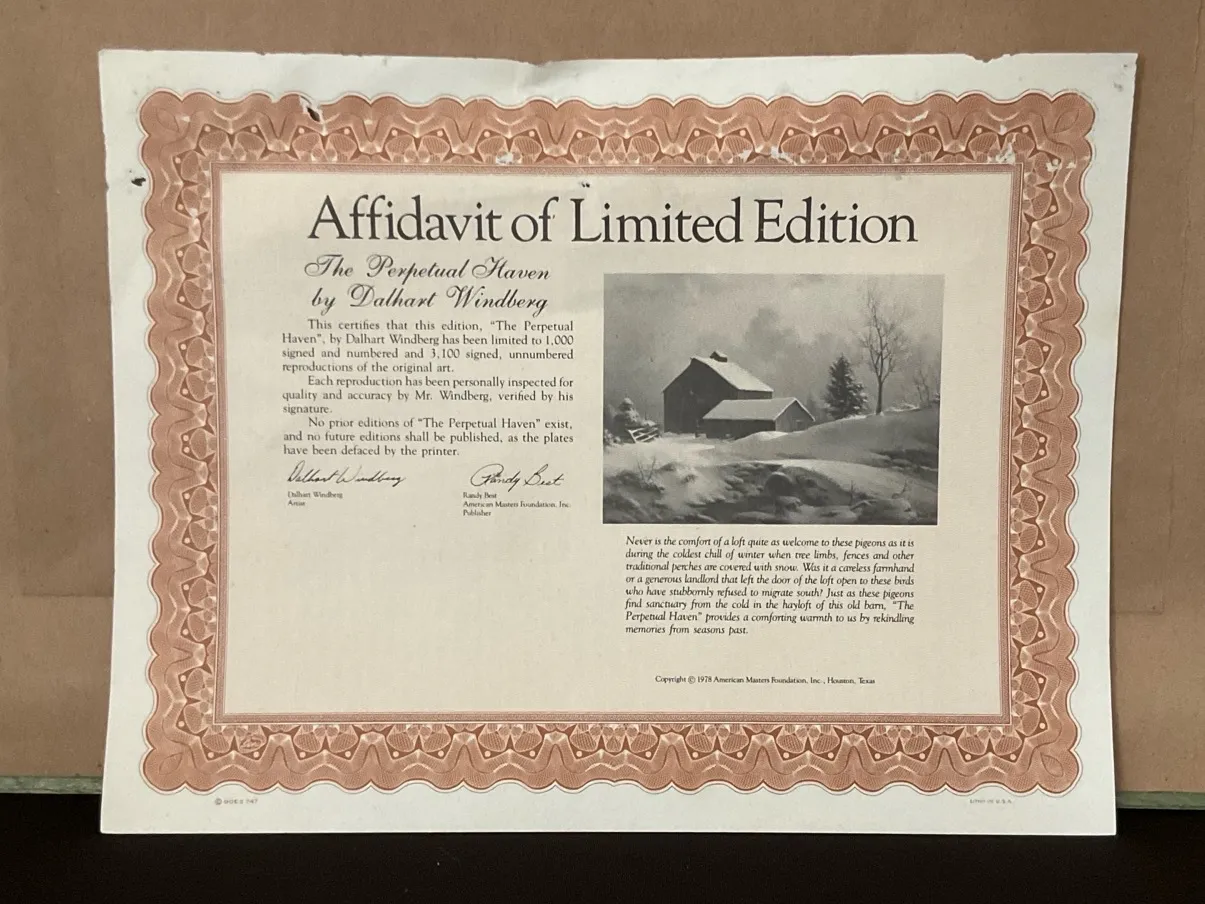 Affidavit of Limited Edition
The Perpetual Haven
by Dalhart Windberg
This certifies that this edition, "The Perpetual
Haven", by Dalhart Windberg has been limited to 1,000
signed and numbered and 3,100 signed, unnumbered
reproductions of the original art.
Each reproduction has been personally inspected for
quality and accuracy by Mr. Windberg, verified by his
signature.
No prior editions of "The Perpetual Haven" exist,
and no future editions shall be published, as the plates
have been defaced by the printer.
Dalhart Windberg
Dalhart Windberg
Artist
Randy Best
Randy Best
American Masters Foundation, Inc.
Publisher
Never is the comfort of a loft quite as welcome to these pigeons as it is
during the coldest chill of winter when tree limbs, fences and other
traditional perches are covered with snow. Was it a careless farmhand
or a generous landlord that left the door of the loft open to these birds
who have stubbornly refused to migrate south? Just as these pigeons
find sanctuary from the cold in the hayloft of this old barn, "The
Perpetual Haven" provides a comforting warmth to us by rekindling
memories from seasons past.
Copyright © 1978 American Masters Foundation, Inc., Houston, Texas
© GOES
U.S.A.